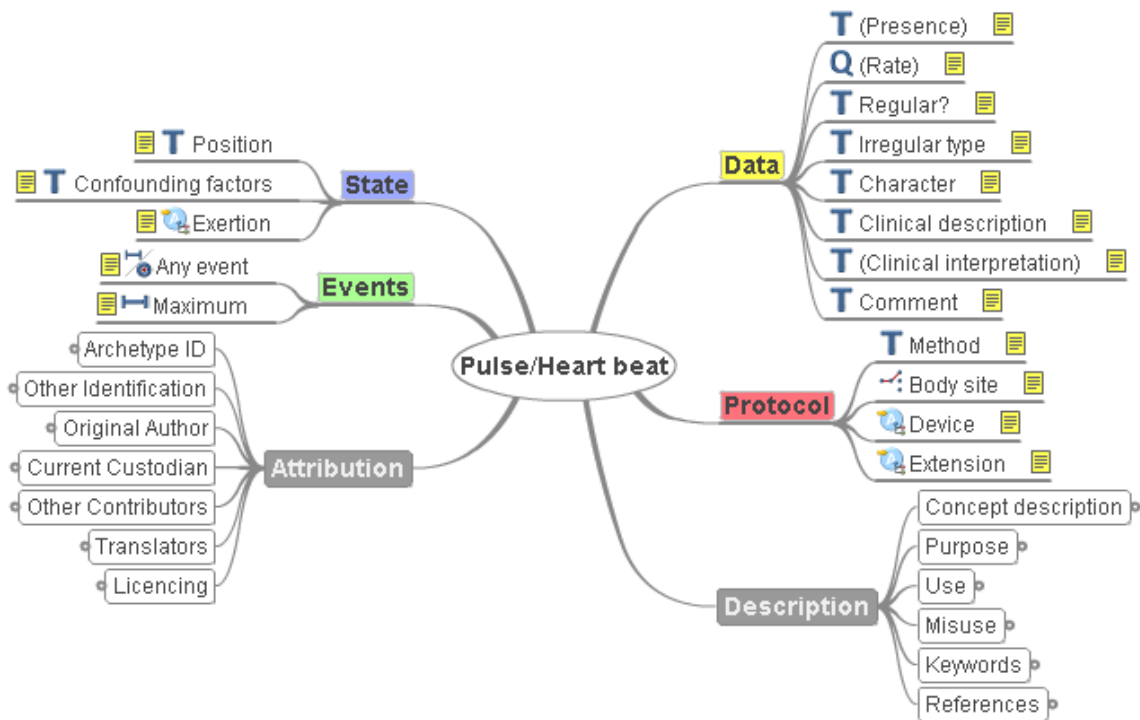 Pulse/Heart beat
Data
T (Presence)
Q (Rate)
T Regular?
T Irregular type
T Character
T Clinical description
T (Clinical interpretation)
T Comment
Protocol
T Method
Body site
Device
Extension
Description
Concept description
Purpose
Use
Misuse
Keywords
References
State
T Position
T Confounding factors
Exertion
Events
Any event
Maximum
Attribution
Archetype ID
Other Identification
Original Author
Current Custodian
Other Contributors
Translators
Licencing